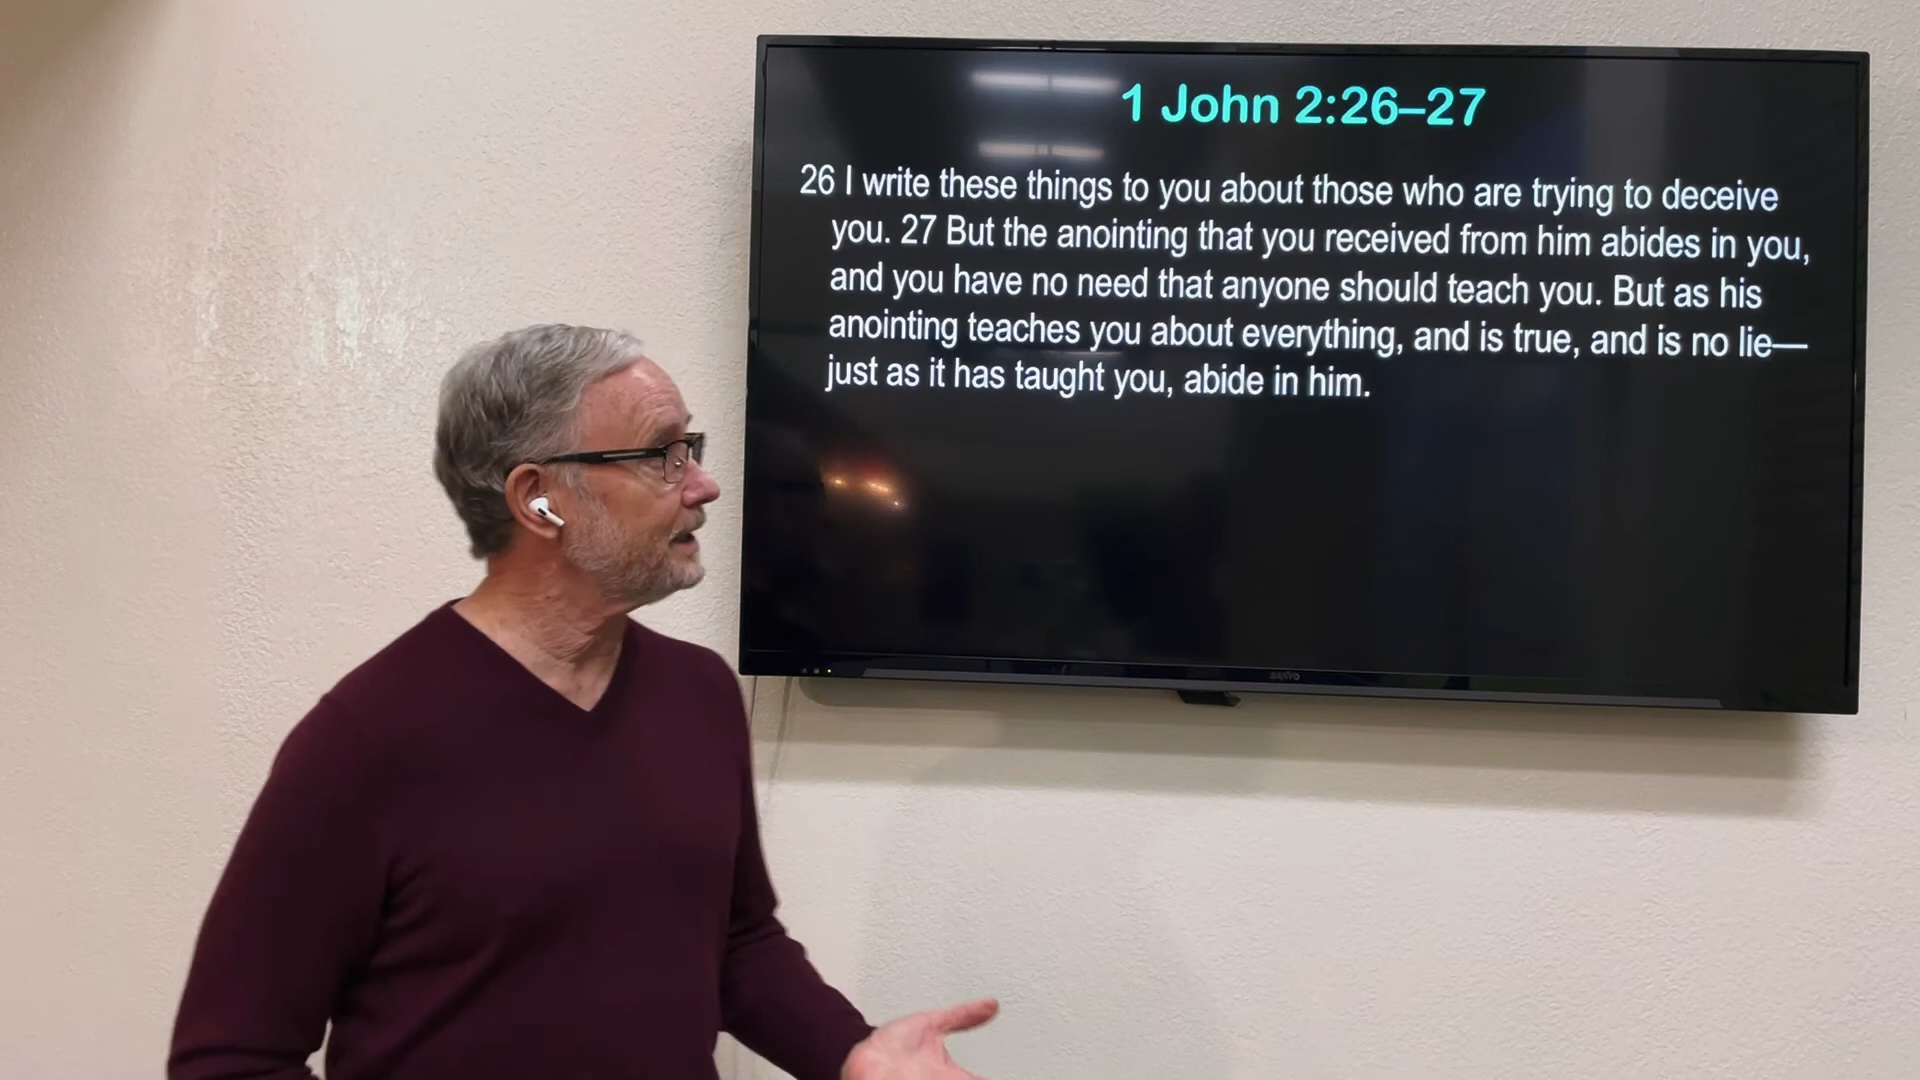 1 John 2:26–27
26 I write these things to you about those who are trying to deceive
you. 27 But the anointing that you received from him abides in you,
and you have no need that anyone should teach you. But as his
anointing teaches you about everything, and is true, and is no lie—
just as it has taught you, abide in him.
SANYO